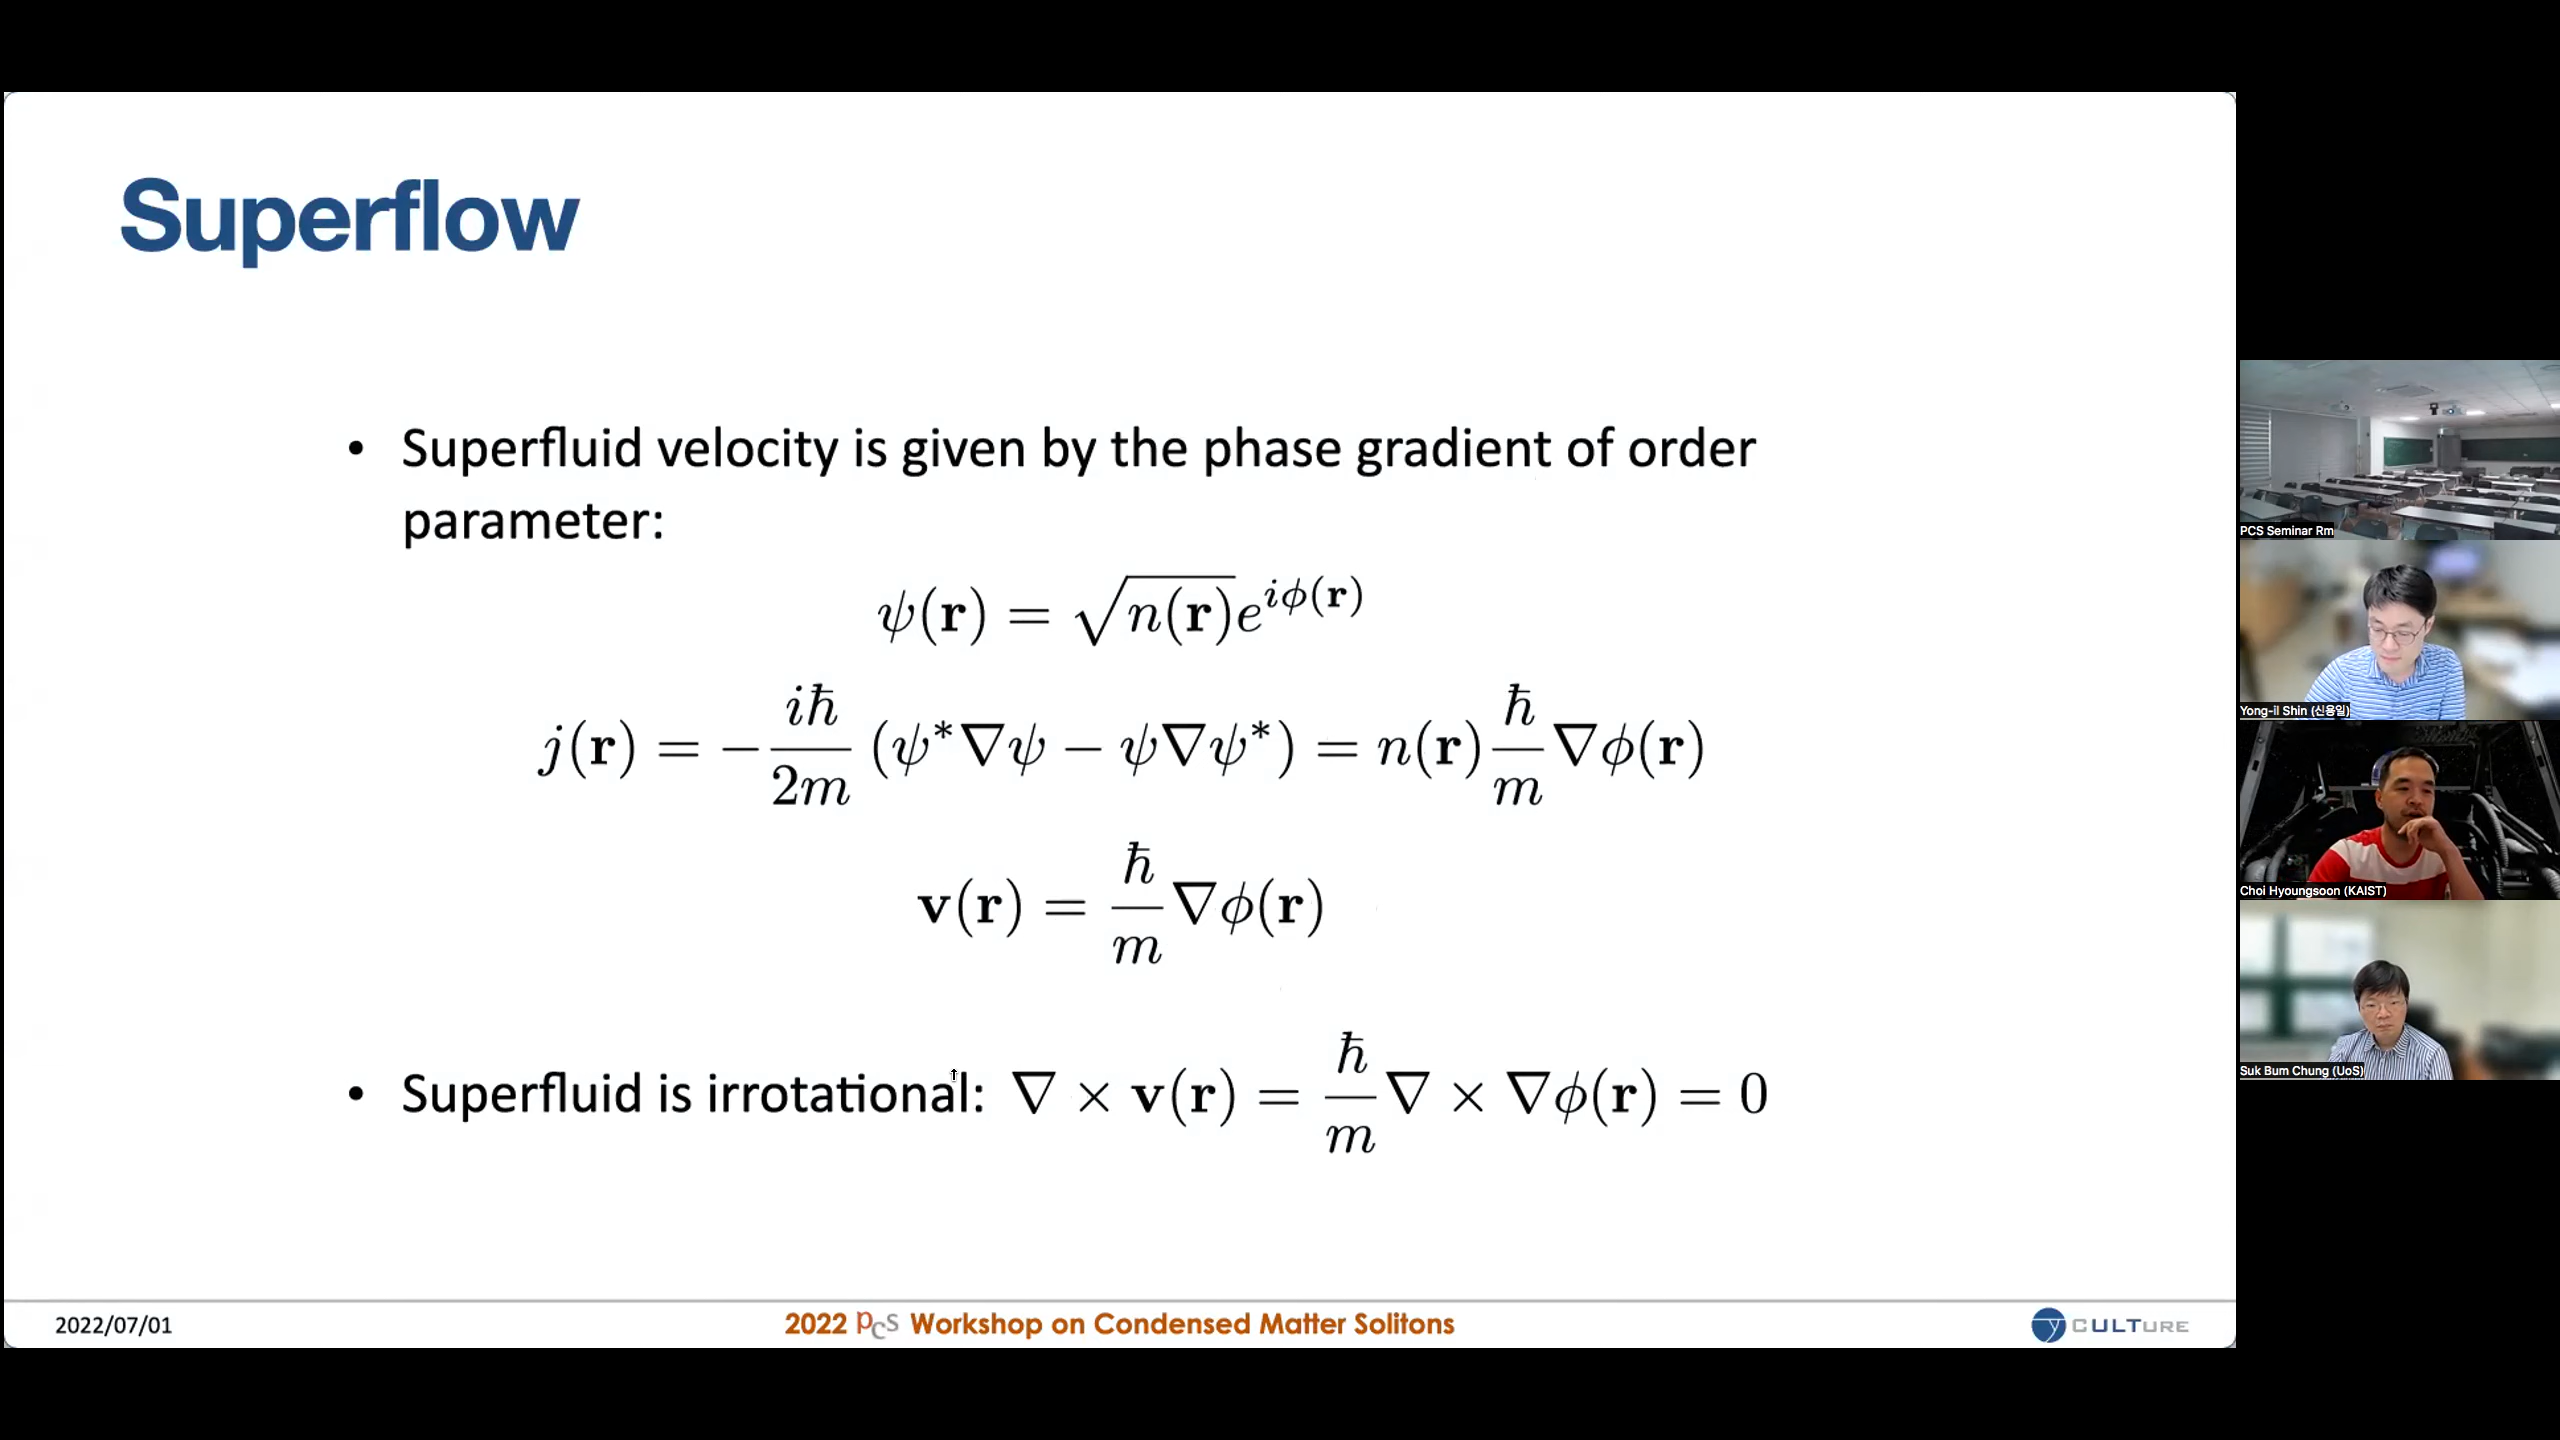 Superflow
• Superfluid velocity is given by the phase gradient of order
parameter:
ψ(r) = √n(r) e^{iφ(r)}
j(r) = −iħ/2m (ψ*∇ψ − ψ∇ψ*) = n(r) ħ/m ∇φ(r)
v(r) = ħ/m ∇φ(r)
• Superfluid is irrotational: ∇ × v(r) = ħ/m ∇ × ∇φ(r) = 0
2022/07/01
2022 PCS Workshop on Condensed Matter Solitons
CULTURE
PCS Seminar Rm
Yong-il Shin (신용일)
Choi Hyoungsoon (KAIST)
Suk Bum Chung (UoS)